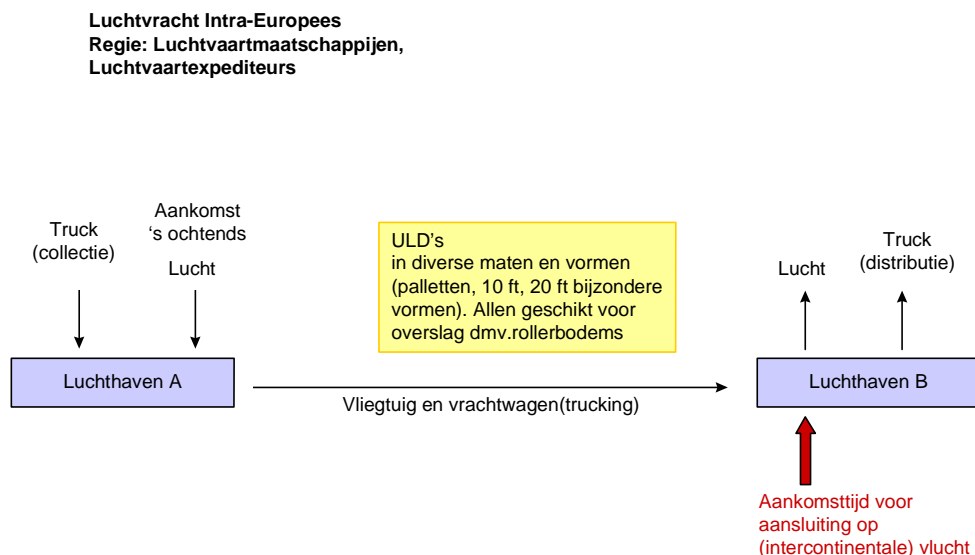 Luchtvracht Intra-Europees
Regie: Luchtvaartmaatschappijen,
Luchtvaartexpediteurs
Truck
(collectie)
Aankomst
‘s ochtends
Lucht
ULD’s
in diverse maten en vormen
(palletten, 10 ft, 20 ft bijzondere
vormen). Allen geschikt voor
overslag dmv.rollerbodems
Lucht
Truck
(distributie)
Luchthaven A
Vliegtuig en vrachtwagen(trucking)
Luchthaven B
Aankomsttijd voor
aansluiting op
(intercontinentale) vlucht